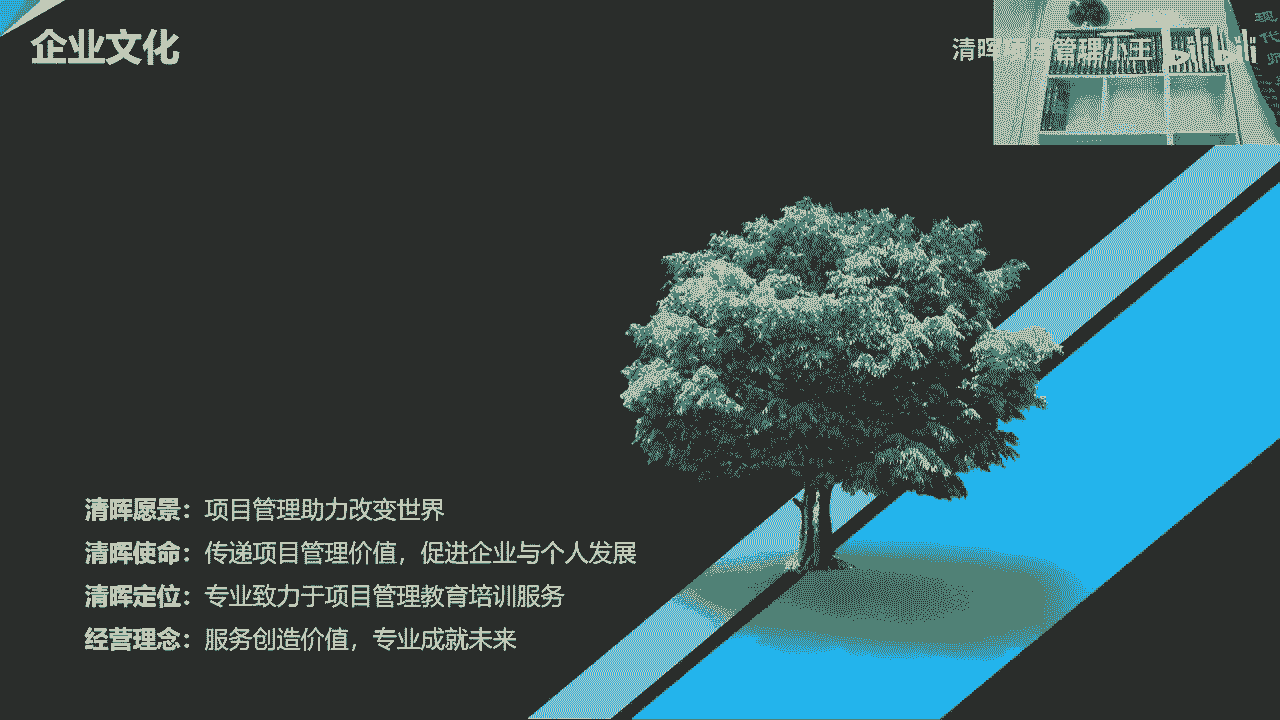 企业文化
清晖项目管理小王 bilibili
现
代
师
清晖愿景：项目管理助力改变世界
清晖使命：传递项目管理价值，促进企业与个人发展
清晖定位：专业致力于项目管理教育培训服务
经营理念：服务创造价值，专业成就未来